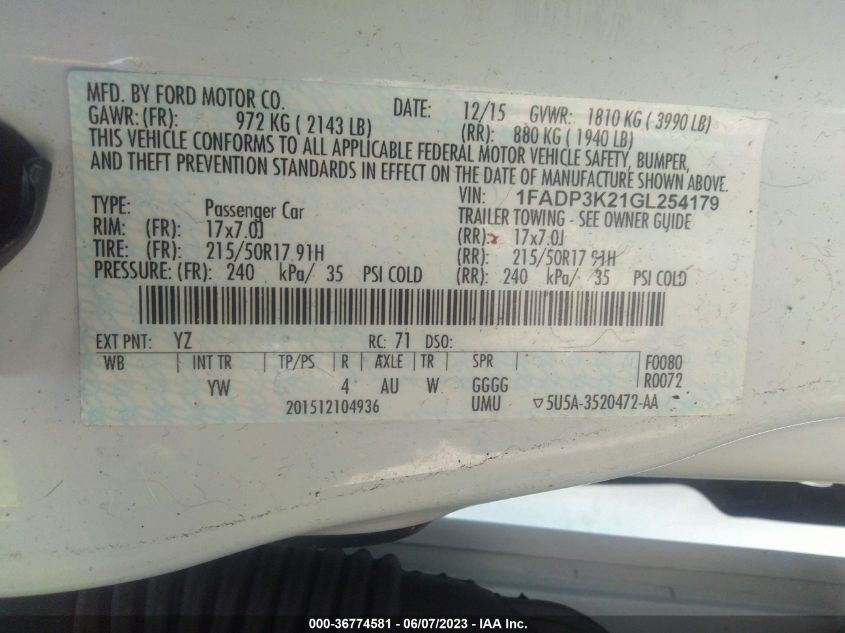 MFD. BY FORD MOTOR CO. DATE: 12/15 GVWR: 1810 KG ( 3990 LB)
GAWR: (FR): 972 KG ( 2143 LB) (RR): 880 KG ( 1940 LB)
THIS VEHICLE CONFORMS TO ALL APPLICABLE FEDERAL MOTOR VEHICLE SAFETY, BUMPER,
AND THEFT PREVENTION STANDARDS IN EFFECT ON THE DATE OF MANUFACTURE SHOWN ABOVE.
VIN: 1FADP3K21GL254179
TYPE: Passenger Car TRAILER TOWING - SEE OWNER GUIDE
RIM: (FR): 17x7.0J (RR): 17x7.0J
TIRE: (FR): 215/50R17 91H (RR): 215/50R17 91H
PRESSURE: (FR): 240 kPa/ 35 PSI COLD (RR): 240 kPa/ 35 PSI COLD
EXT PNT: YZ RC: 71 DSO:
WB INT TR TP/PS R AXLE TR SPR F0080
YW 4 AU W GGGG R0072
201512104936 UMU ▽5U5A-3520472-AA
000-36774581 - 06/07/2023 - IAA Inc.